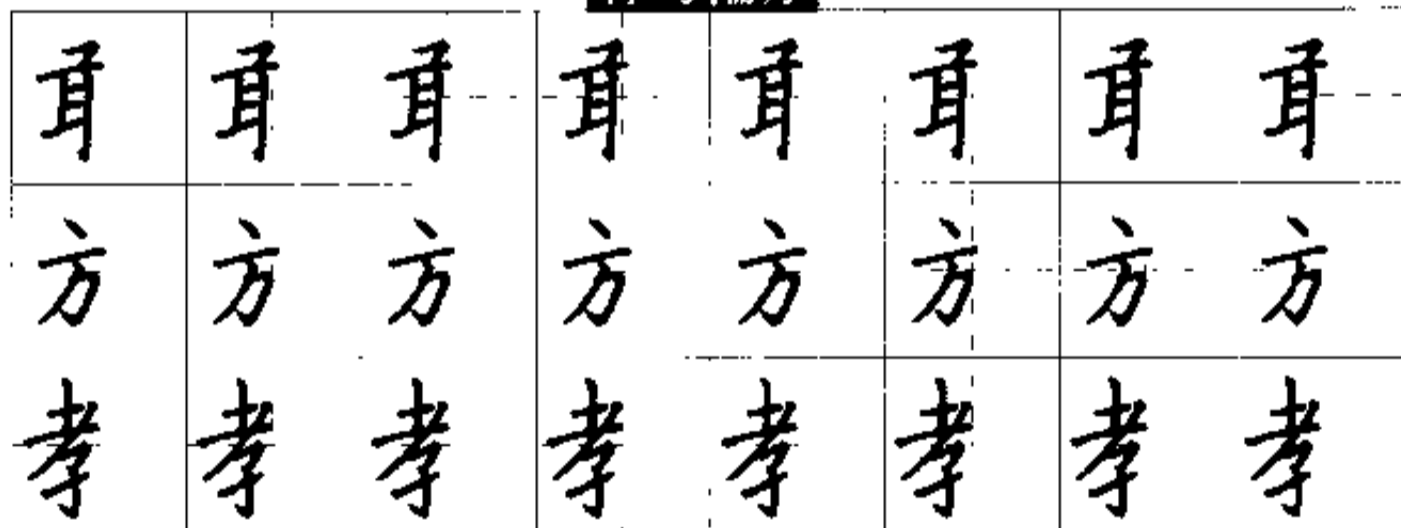 耳 耳 耳 耳 耳 耳 耳 耳
方 方 方 方 方 方 方 方
孝 孝 孝 孝 孝 孝 孝 孝